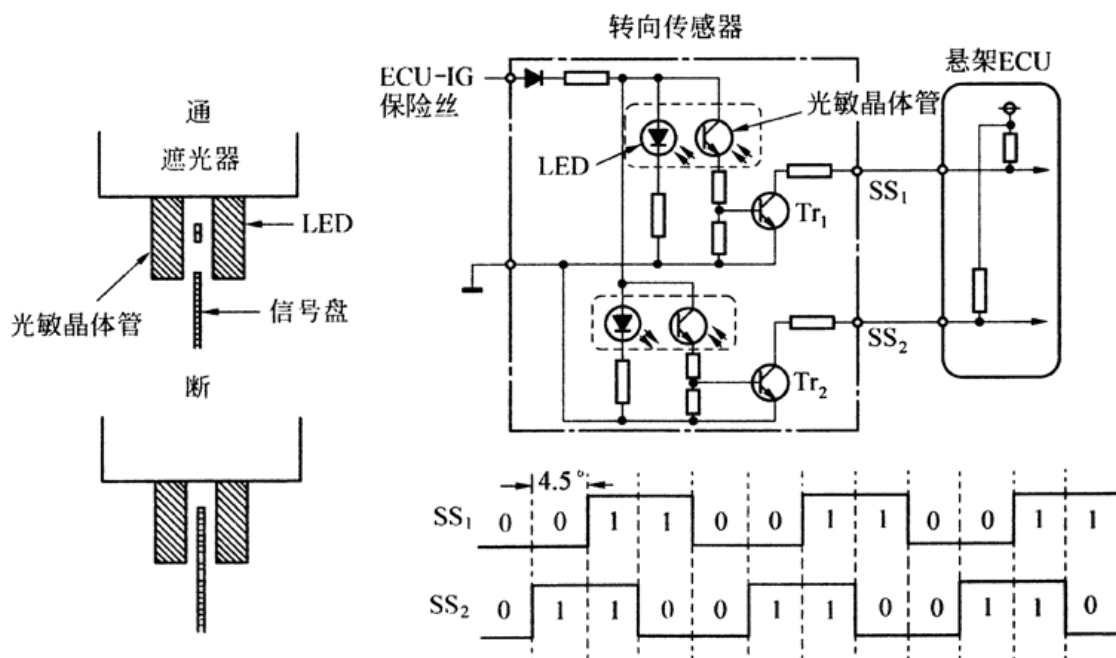 转向传感器
ECU-IG
保险丝
悬架ECU
光敏晶体管
LED
SS₁
Tr₁
SS₂
Tr₂
通
遮光器
LED
光敏晶体管
信号盘
断
4.5°
SS₁ 0 0 1 1 0 0 1 1 0 0 1 1
SS₂ 0 1 1 0 0 1 1 0 0 1 1 0